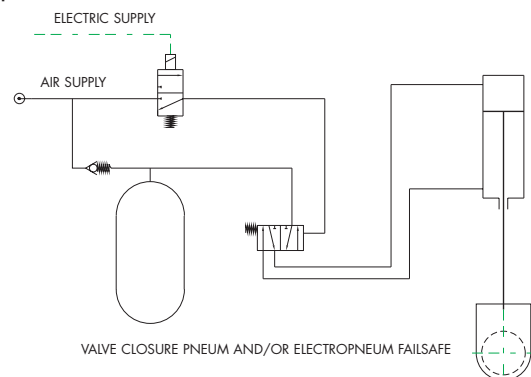 ELECTRIC SUPPLY
AIR SUPPLY
VALVE CLOSURE PNEUM AND/OR ELECTROPNEUM FAILSAFE